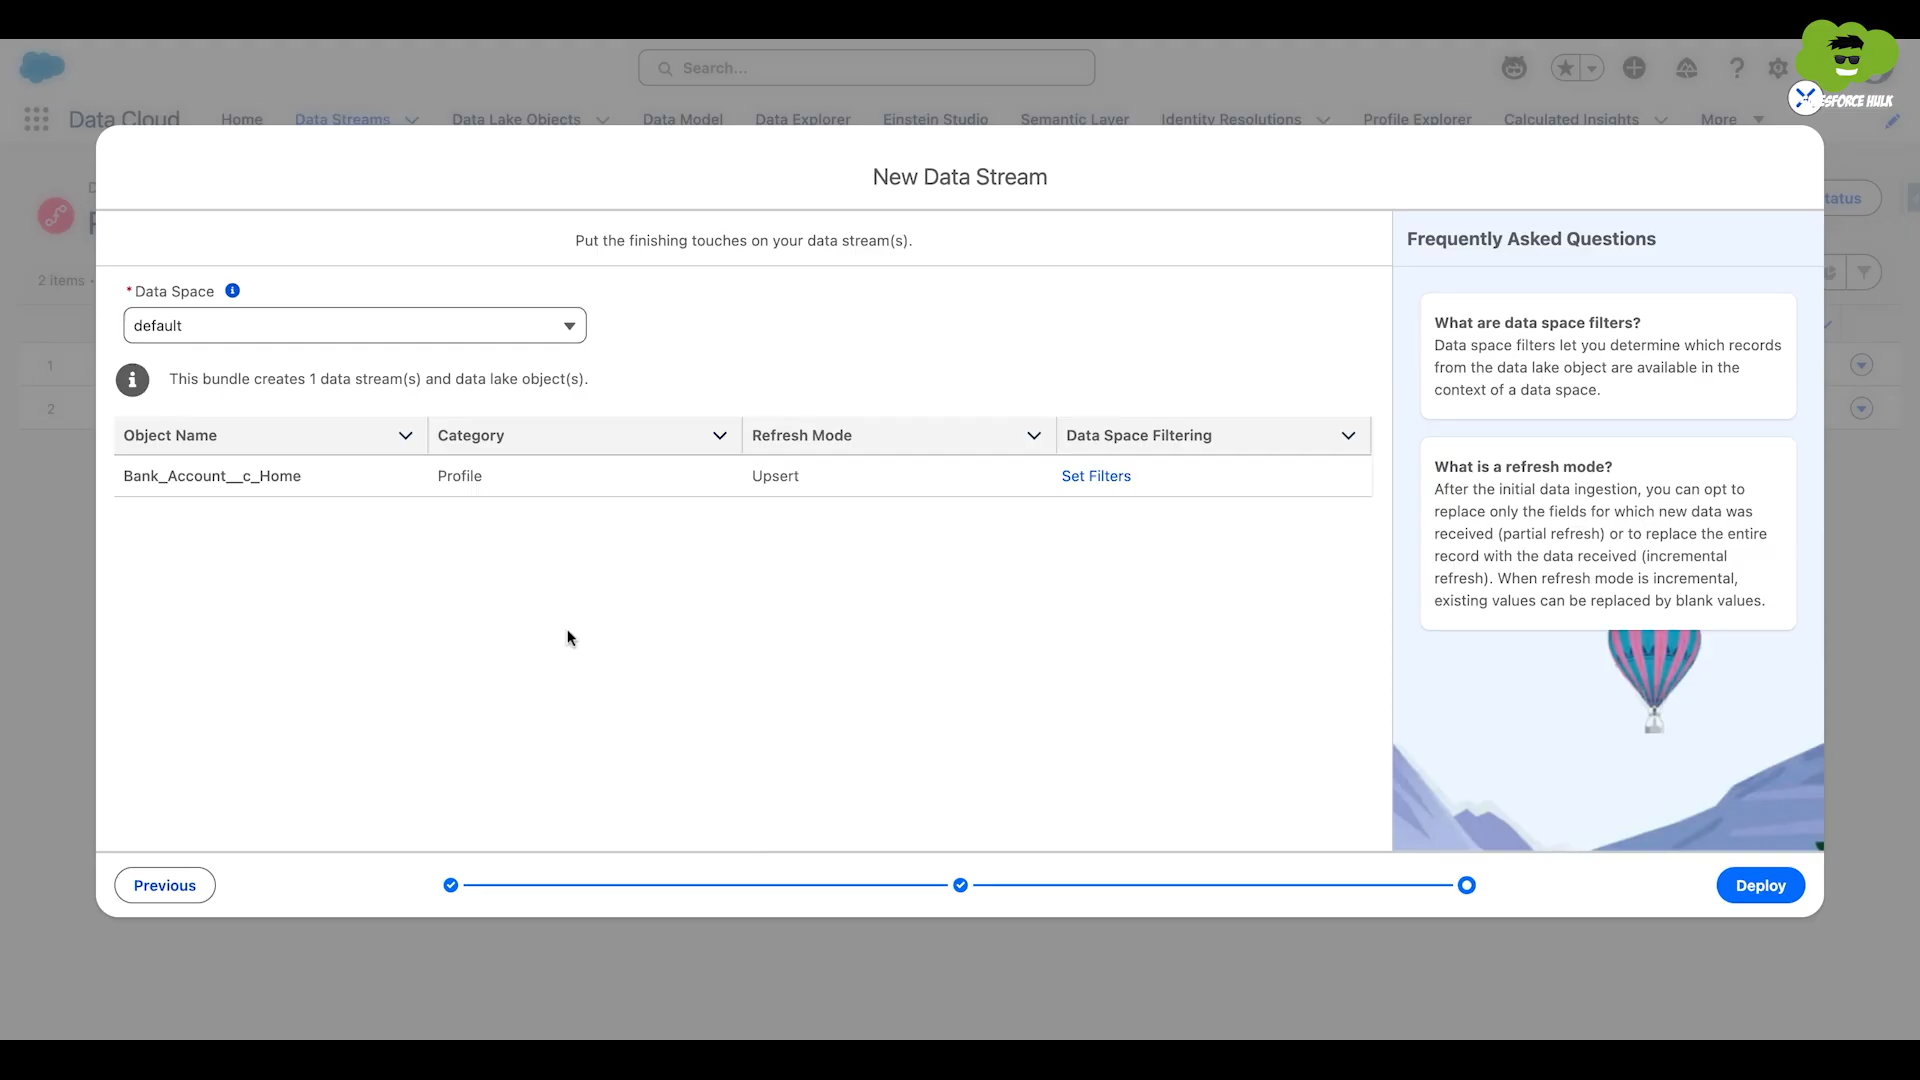 Search...
SFORCE HULK
Data Cloud
Home
Data Streams
Data Lake Objects
Data Model
Data Explorer
Einstein Studio
Semantic Layer
Identity Resolutions
Profile Explorer
Calculated Insights
More
tatus
2 items
1
2
New Data Stream
Put the finishing touches on your data stream(s).
*Data Space
default
This bundle creates 1 data stream(s) and data lake object(s).
Object Name
Category
Refresh Mode
Data Space Filtering
Bank_Account__c_Home
Profile
Upsert
Set Filters
Frequently Asked Questions
What are data space filters?
Data space filters let you determine which records
from the data lake object are available in the
context of a data space.
What is a refresh mode?
After the initial data ingestion, you can opt to
replace only the fields for which new data was
received (partial refresh) or to replace the entire
record with the data received (incremental
refresh). When refresh mode is incremental,
existing values can be replaced by blank values.
Previous
Deploy